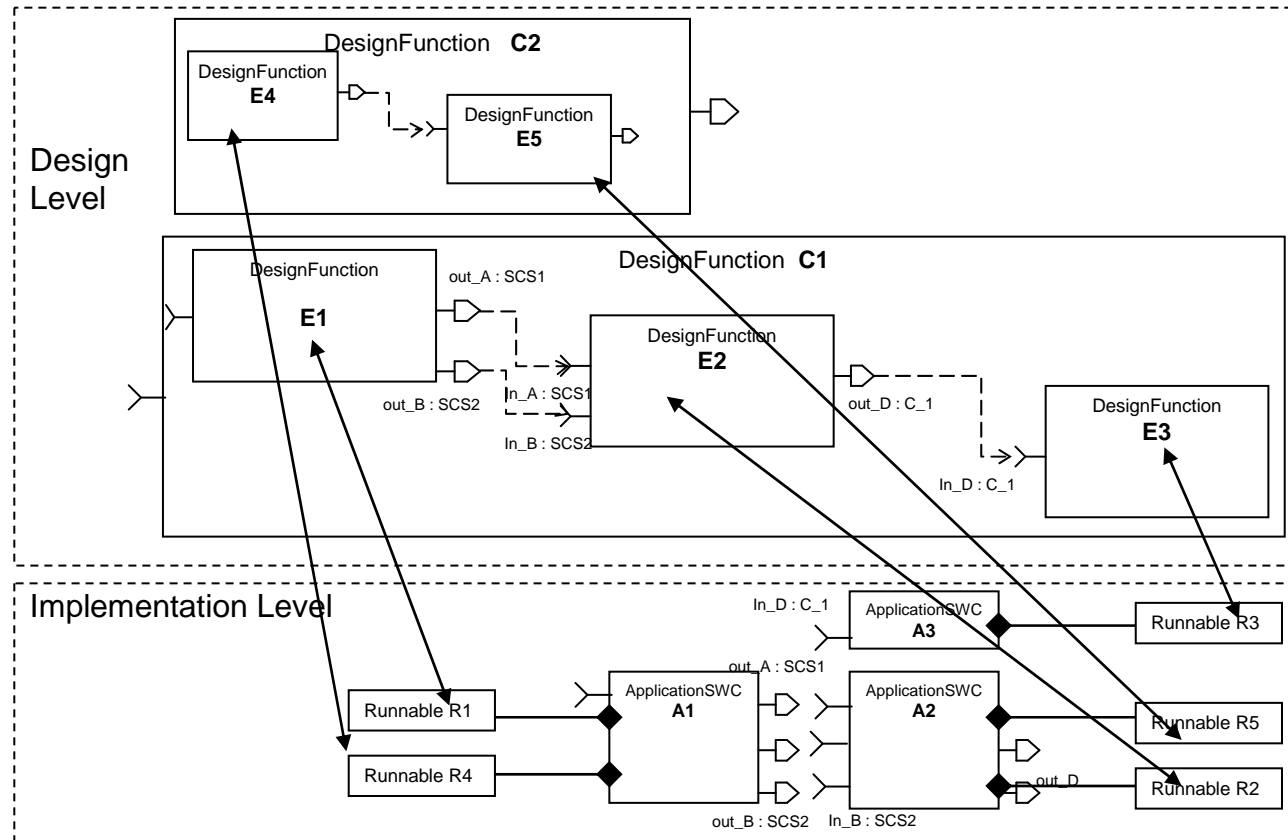 DesignFunction C2
DesignFunction
E4
DesignFunction
E5
Design
Level
DesignFunction C1
DesignFunction
E1
out_A : SCS1
out_B : SCS2
In_A : SCS1
In_B : SCS2
DesignFunction
E2
out_D : C_1
In_D : C_1
DesignFunction
E3
Implementation Level
In_D : C_1
ApplicationSWC
A3
Runnable R3
out_A : SCS1
ApplicationSWC
A1
ApplicationSWC
A2
Runnable R1
Runnable R5
Runnable R4
Runnable R2
out_D
out_B : SCS2
In_B : SCS2